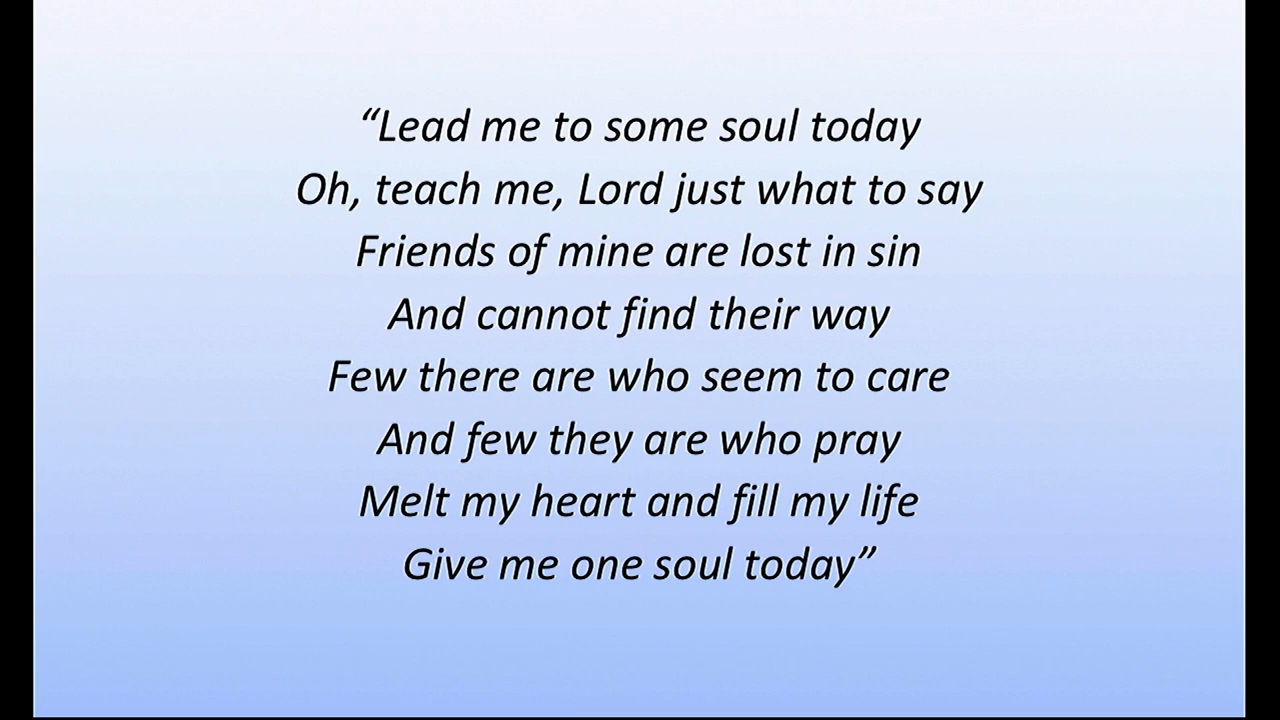 “Lead me to some soul today
Oh, teach me, Lord just what to say
Friends of mine are lost in sin
And cannot find their way
Few there are who seem to care
And few they are who pray
Melt my heart and fill my life
Give me one soul today”